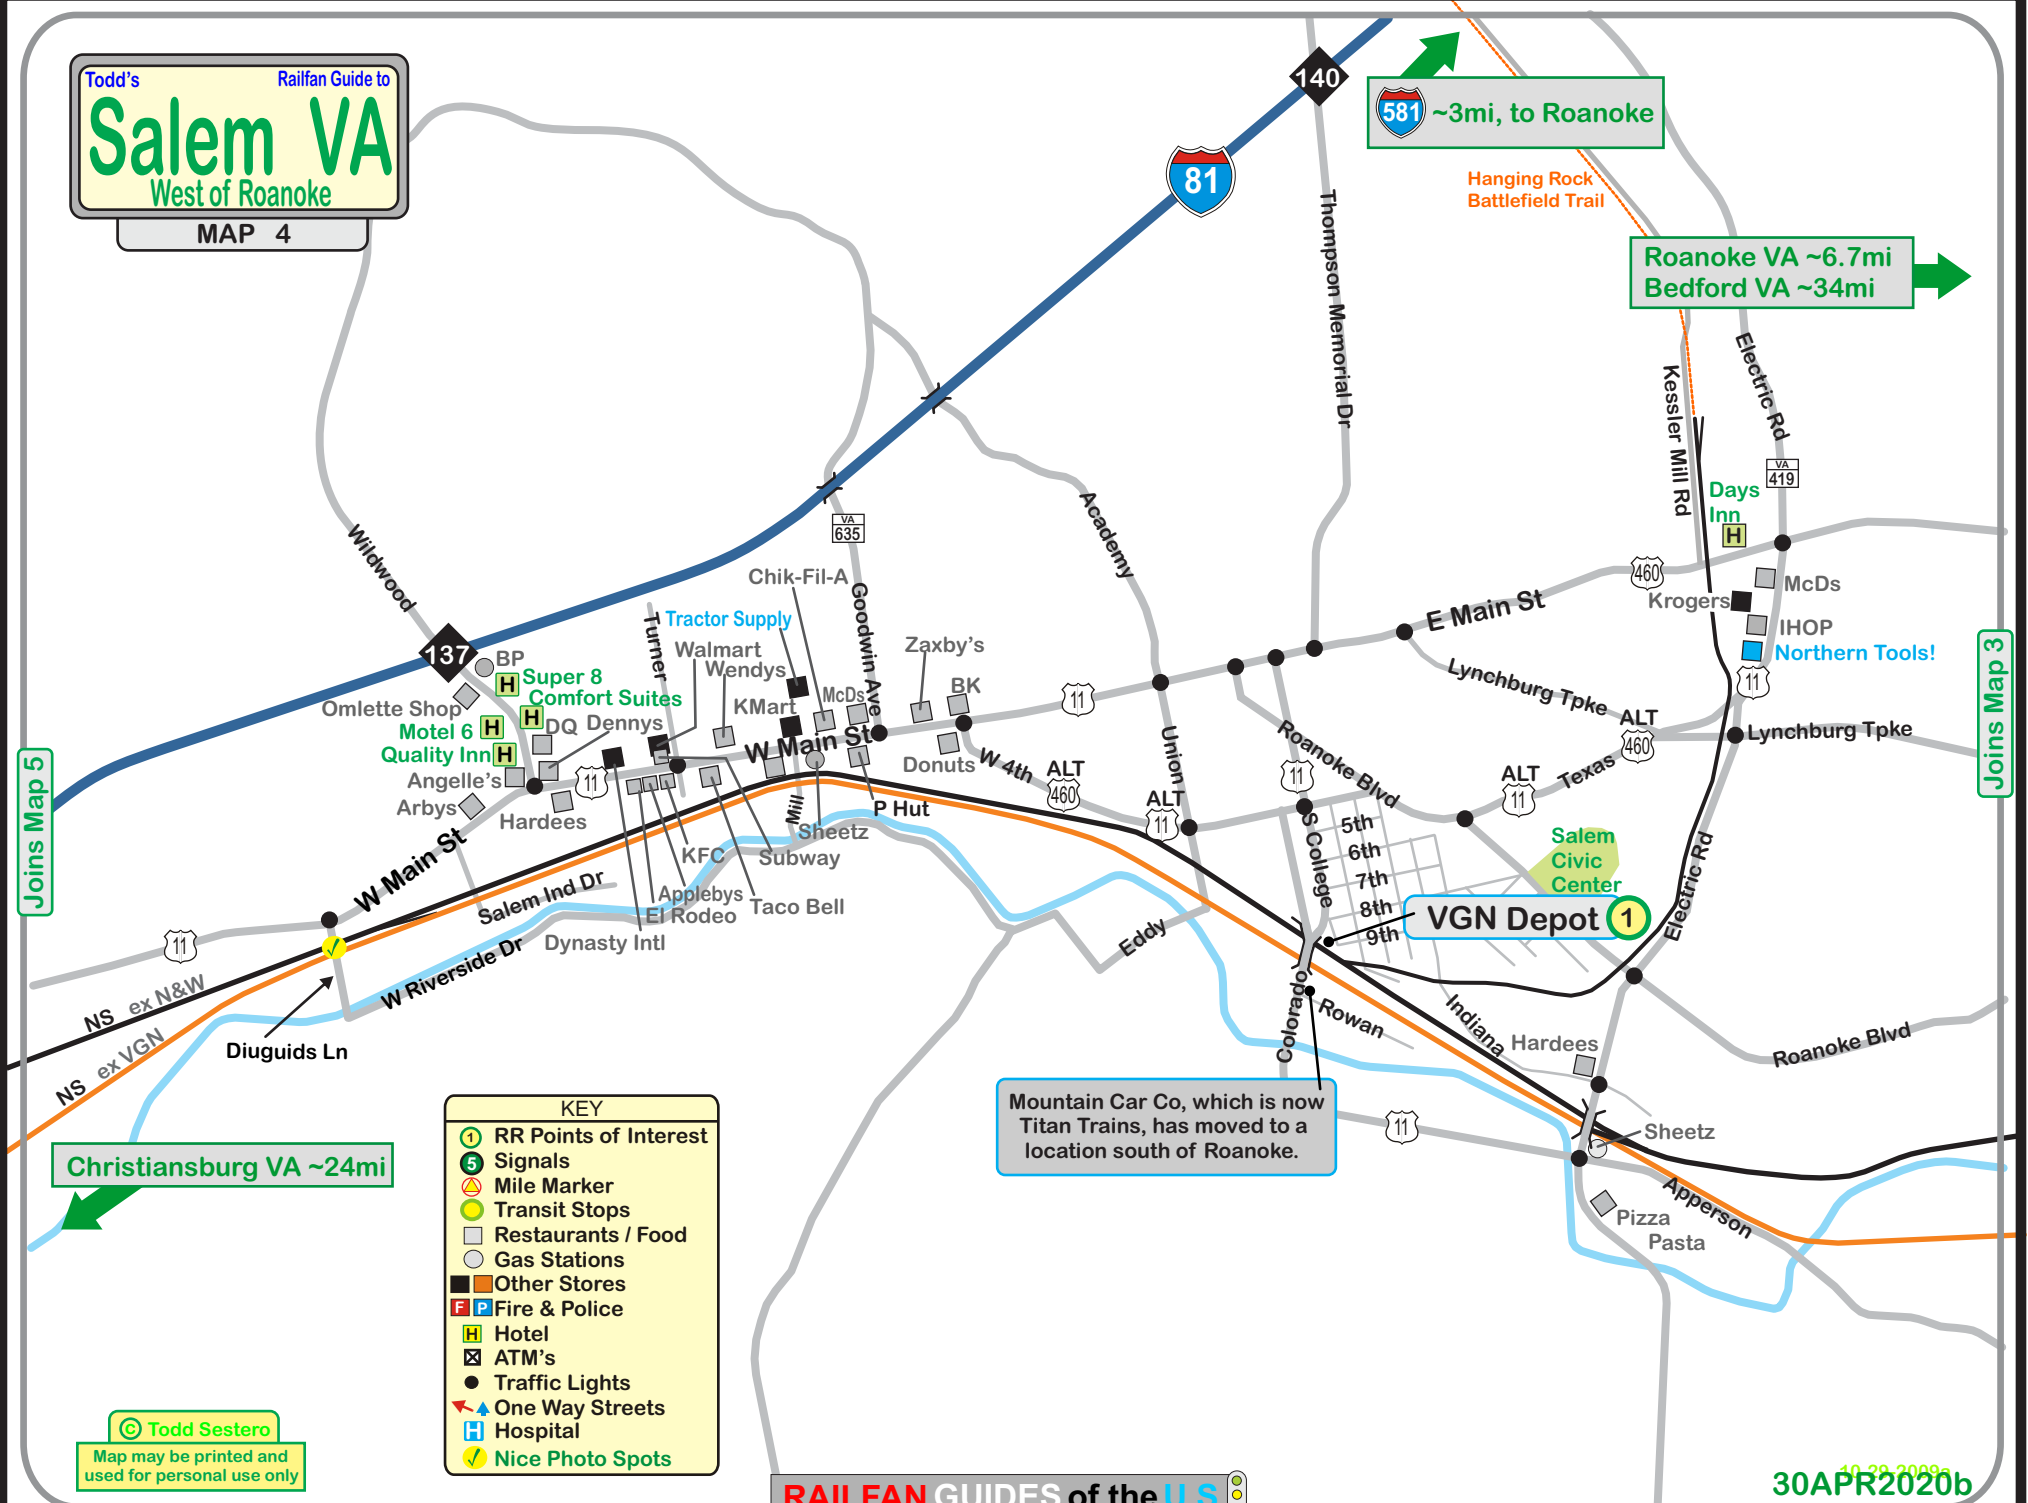 Todd's Railfan Guide to
Salem VA
West of Roanoke
MAP 4
140
581 ~3mi, to Roanoke
81
Hanging Rock
Battlefield Trail
Roanoke VA ~6.7mi
Bedford VA ~34mi
Thompson Memorial Dr
Kessler Mill Rd
Electric Rd
VA
419
Days
Inn
H
Wildwood
VA
635
Academy
Chik-Fil-A
Goodwin Ave
460
E Main St
McDs
Krogers
IHOP
Northern Tools!
11
Turner
Tractor Supply
Walmart
Wendys
Zaxby's
137
BP
H
Super 8
Comfort Suites
H
Omlette Shop
Motel 6
H
DQ
Dennys
KMart
McDs
BK
11
Lynchburg Tpke
ALT
460
Lynchburg Tpke
Quality Inn
H
Angelle's
Arbys
Hardees
11
W Main St
Donuts
W 4th
ALT
460
Union
Roanoke Blvd
11
ALT
11
Texas
Joins Map 5
Joins Map 3
Mill
Sheetz
P Hut
ALT
11
S College
5th
6th
7th
8th
9th
Salem
Civic
Center
Electric Rd
W Main St
KFC
Subway
Salem Ind Dr
Applebys
El Rodeo
Taco Bell
Dynasty Intl
VGN Depot 1
11
W Riverside Dr
Eddy
NS ex N&W
NS ex VGN
Diuguids Ln
Colorado
Rowan
Indiana
Hardees
Roanoke Blvd
Mountain Car Co, which is now
Titan Trains, has moved to a
location south of Roanoke.
11
Sheetz
Apperson
Pizza
Pasta
Christiansburg VA ~24mi
KEY
1 RR Points of Interest
5 Signals
Mile Marker
Transit Stops
Restaurants / Food
Gas Stations
Other Stores
F P Fire & Police
H Hotel
ATM's
Traffic Lights
One Way Streets
H Hospital
✓ Nice Photo Spots
© Todd Sestero
Map may be printed and
used for personal use only
RAILFAN GUIDES of the U.S
10-29-2009a
30APR2020b